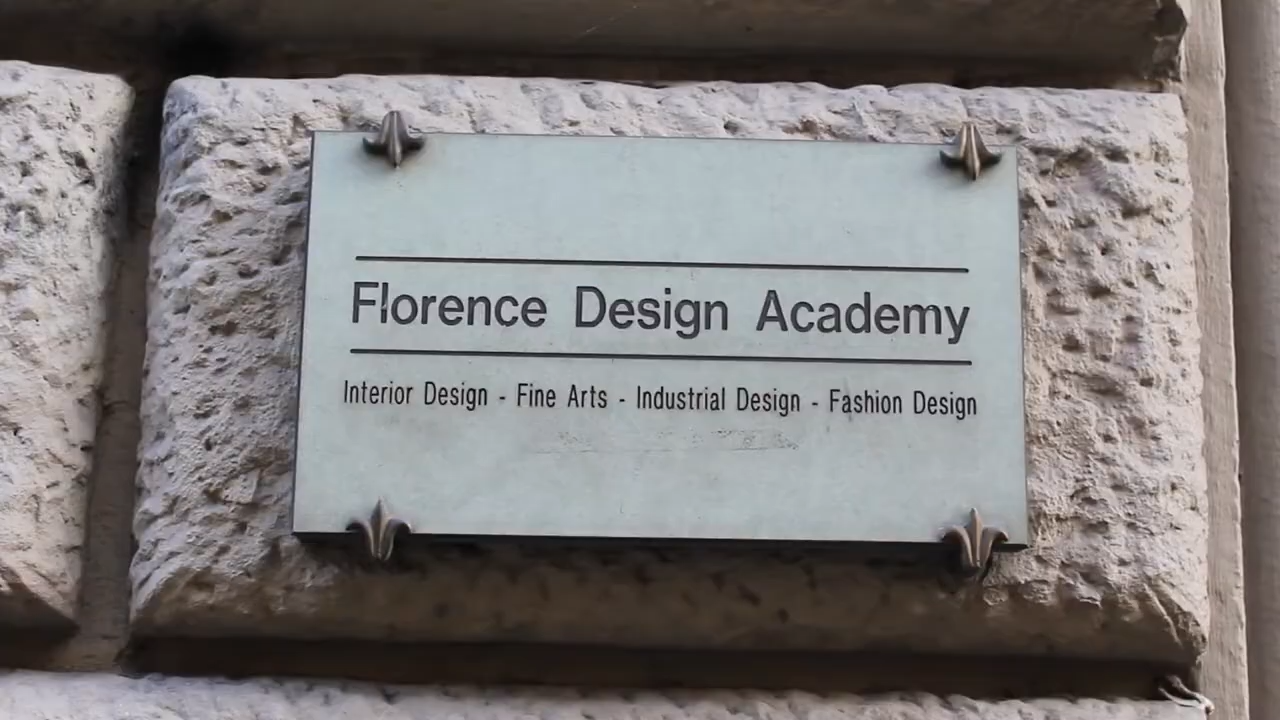 Florence Design Academy
Interior Design - Fine Arts - Industrial Design - Fashion Design